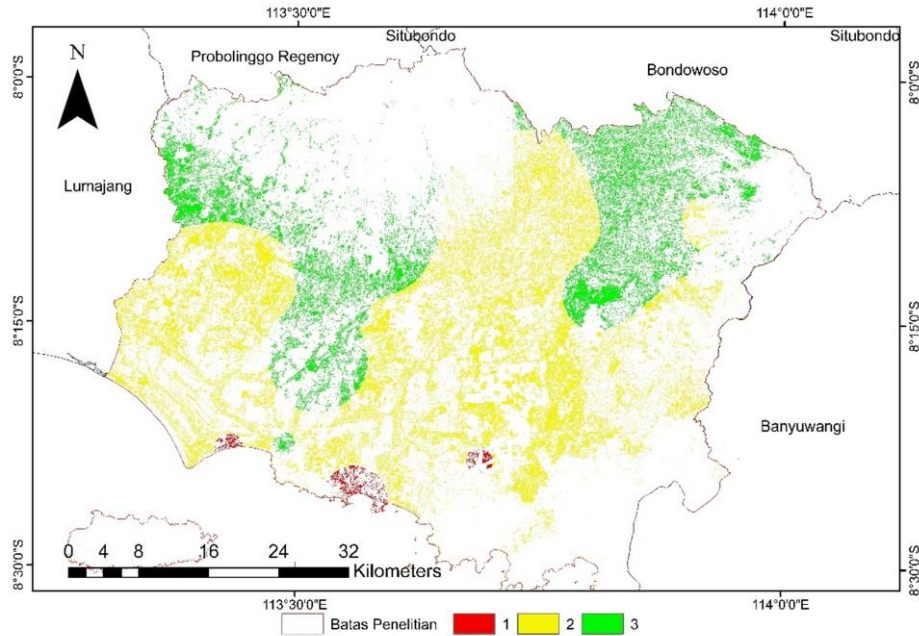 113°30'0"E 114°0'0"E
Situbondo Situbondo
Probolinggo Regency
Bondowoso
N
8°0'0"S 8°0'0"S
Lumajang
8°15'0"S 8°15'0"S
Banyuwangi
0 4 8 16 24 32
Kilometers
8°30'0"S 8°30'0"S
113°30'0"E 114°0'0"E
Batas Penelitian 1 2 3